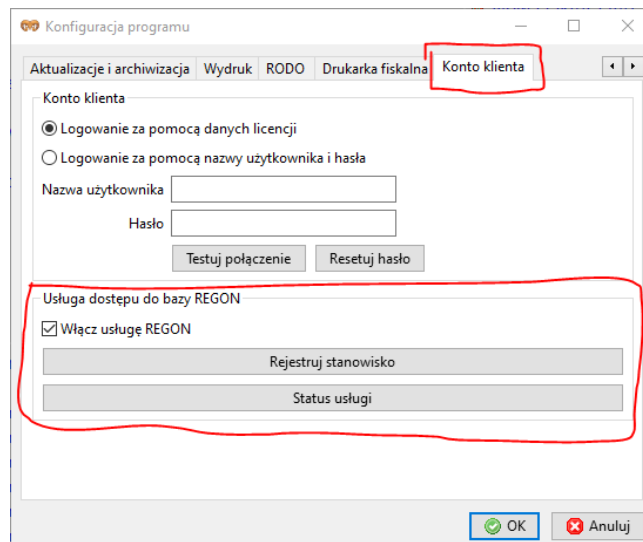 Konfiguracja programu
Aktualizacje i archiwizacja Wydruk RODO Drukarka fiskalna Konto klienta
Konto klienta
Logowanie za pomocą danych licencji
Logowanie za pomocą nazwy użytkownika i hasła
Nazwa użytkownika
Hasło
Testuj połączenie Resetuj hasło
Usługa dostępu do bazy REGON
Włącz usługę REGON
Rejestruj stanowisko
Status usługi
OK Anuluj